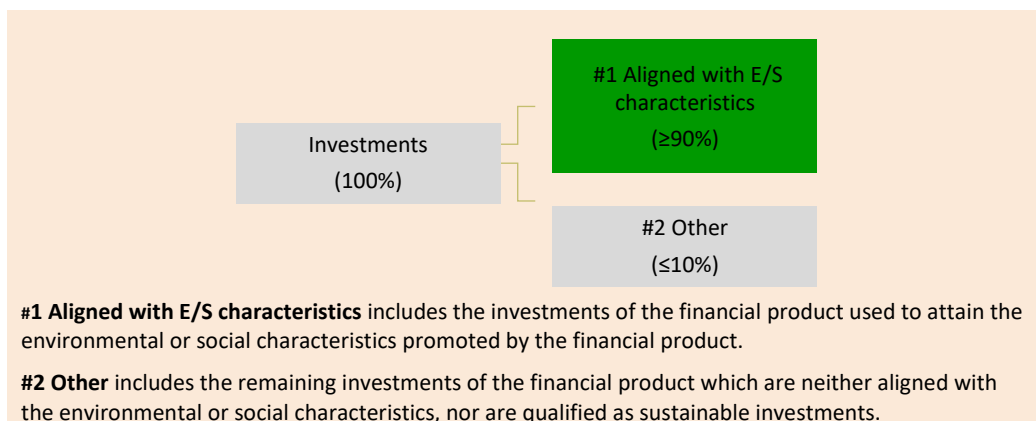 #1 Aligned with E/S
characteristics
(≥90%)
Investments
(100%)
#2 Other
(≤10%)
#1 Aligned with E/S characteristics includes the investments of the financial product used to attain the
environmental or social characteristics promoted by the financial product.
#2 Other includes the remaining investments of the financial product which are neither aligned with
the environmental or social characteristics, nor are qualified as sustainable investments.